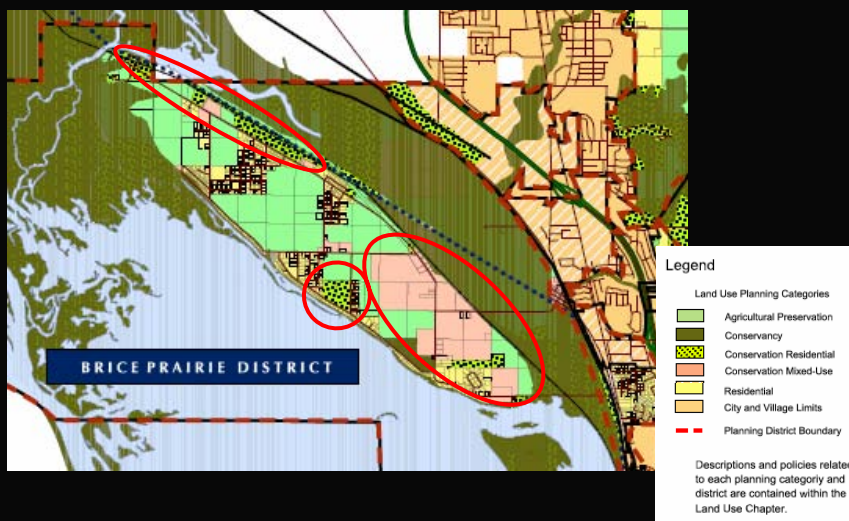 BRICE PRAIRIE DISTRICT
Legend
Land Use Planning Categories
Agricultural Preservation
Conservancy
Conservation Residential
Conservation Mixed-Use
Residential
City and Village Limits
Planning District Boundary
Descriptions and policies related
to each planning categoriy and
district are contained within the
Land Use Chapter.